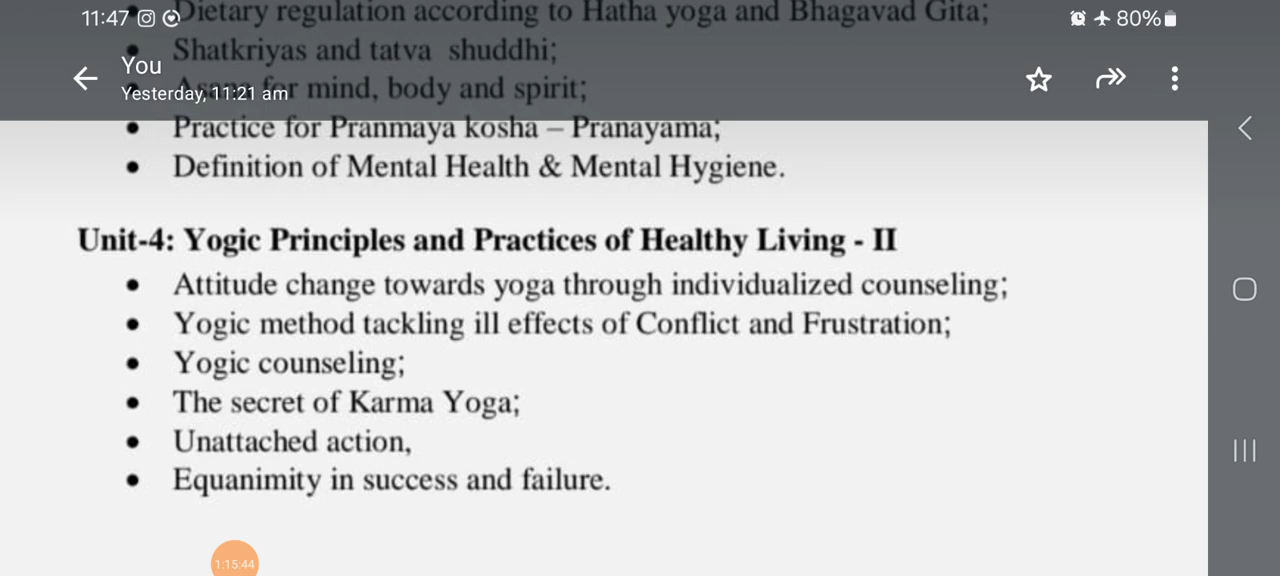 11:47 80%
Dietary regulation according to Hatha yoga and Bhagavad Gita;
• Shatkriyas and tatva shuddhi;
You
• Asana for mind, body and spirit;
Yesterday, 11:21 am
• Practice for Pranmaya kosha – Pranayama;
• Definition of Mental Health & Mental Hygiene.
Unit-4: Yogic Principles and Practices of Healthy Living - II
• Attitude change towards yoga through individualized counseling;
• Yogic method tackling ill effects of Conflict and Frustration;
• Yogic counseling;
• The secret of Karma Yoga;
• Unattached action,
• Equanimity in success and failure.
1:15:44